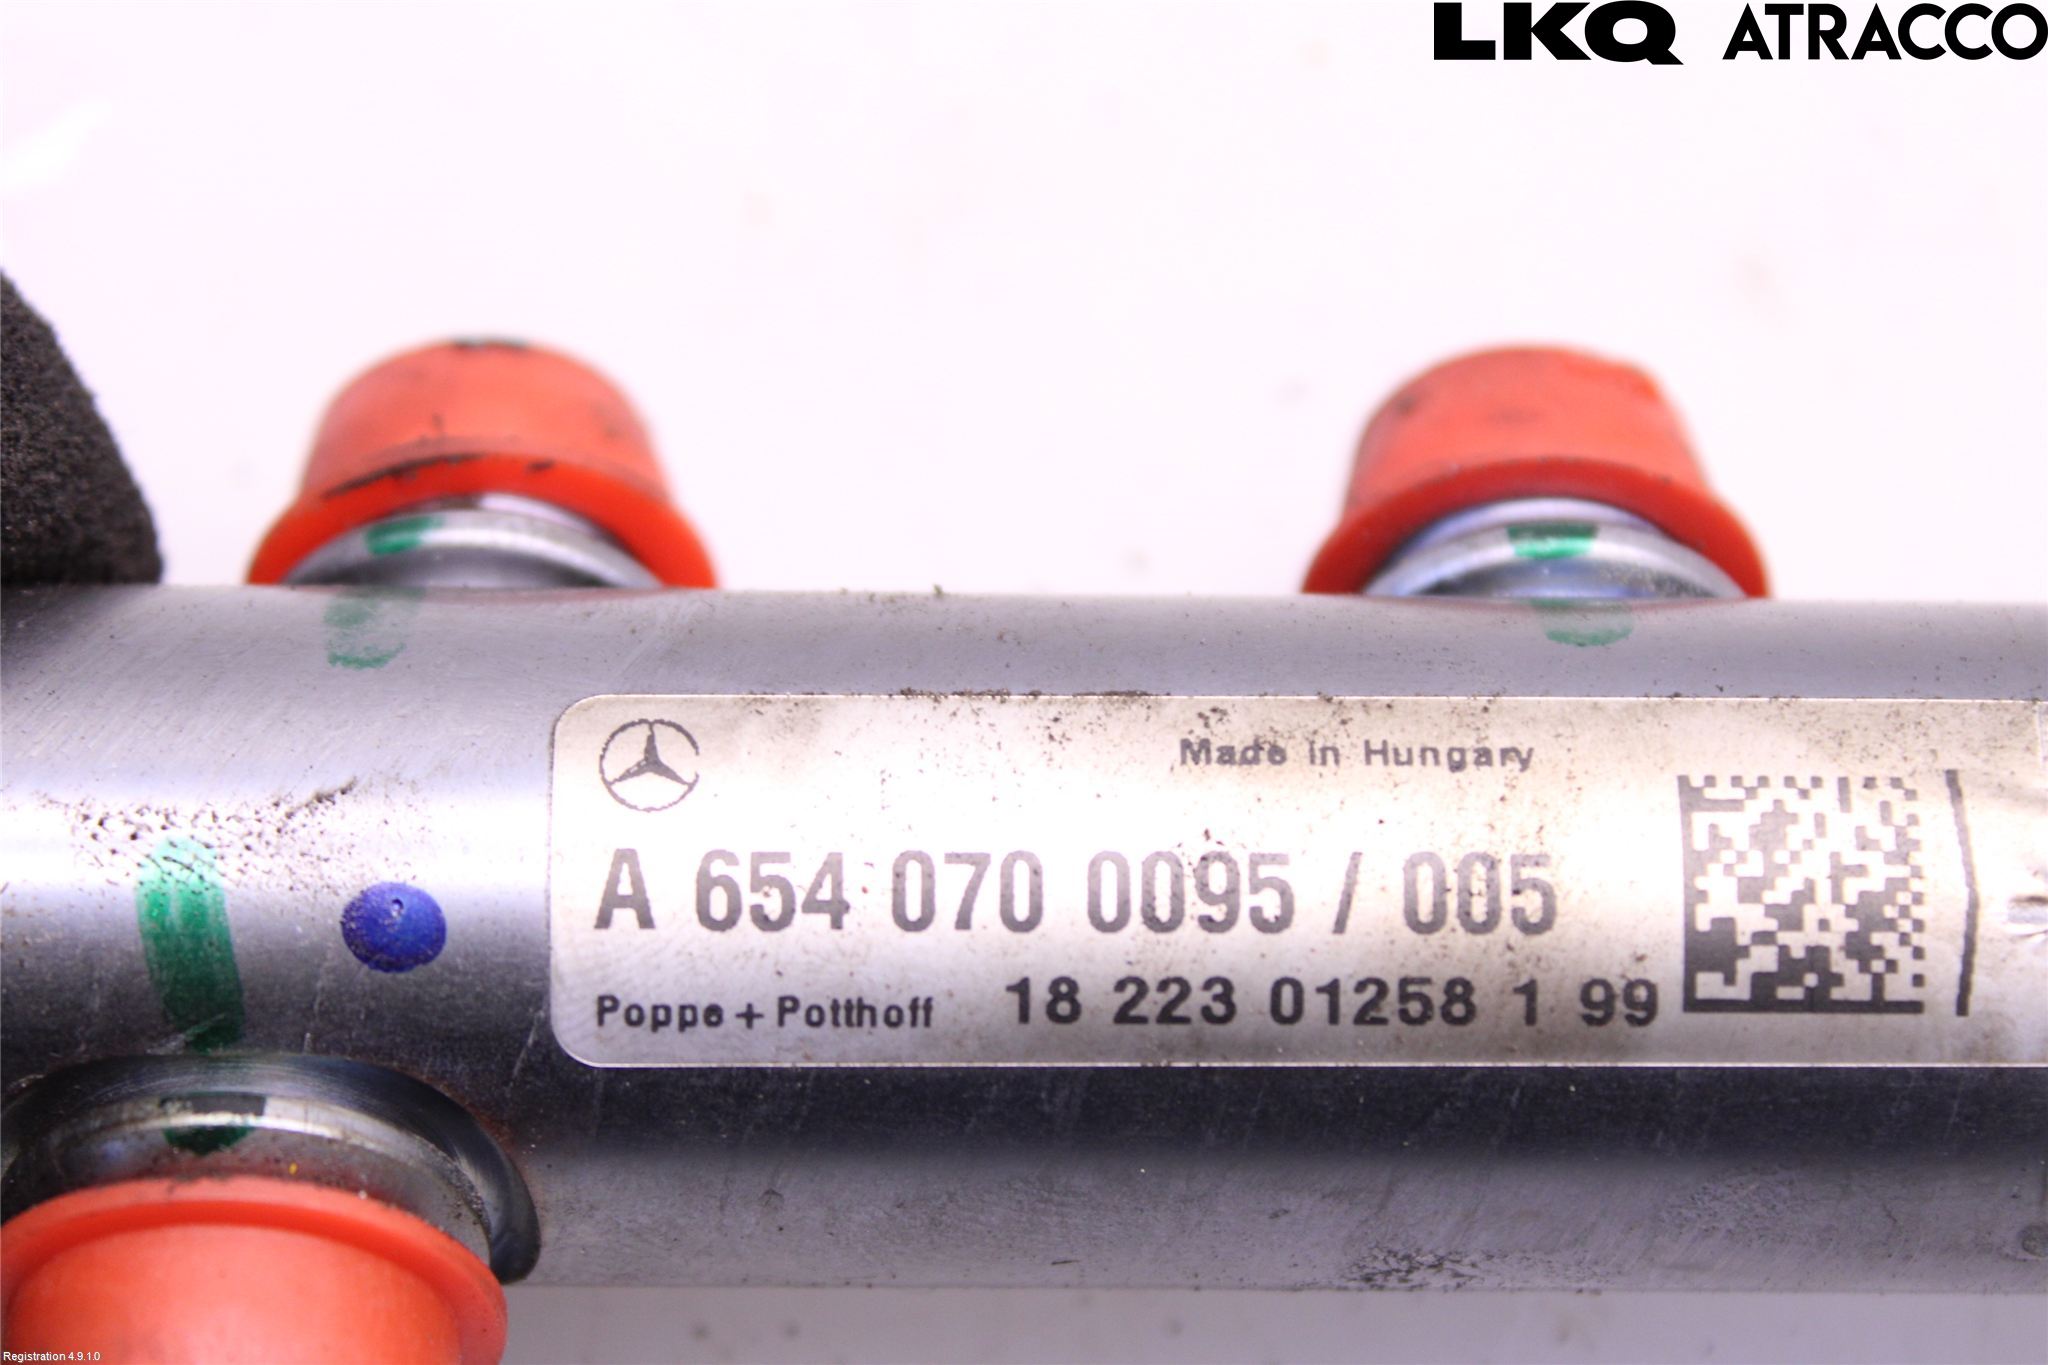 LKQ ATRACCO
Made in Hungary
A 654 070 0095 / 005
Poppe + Potthoff 18 223 01258 1 99
Registration 4.9.1.0